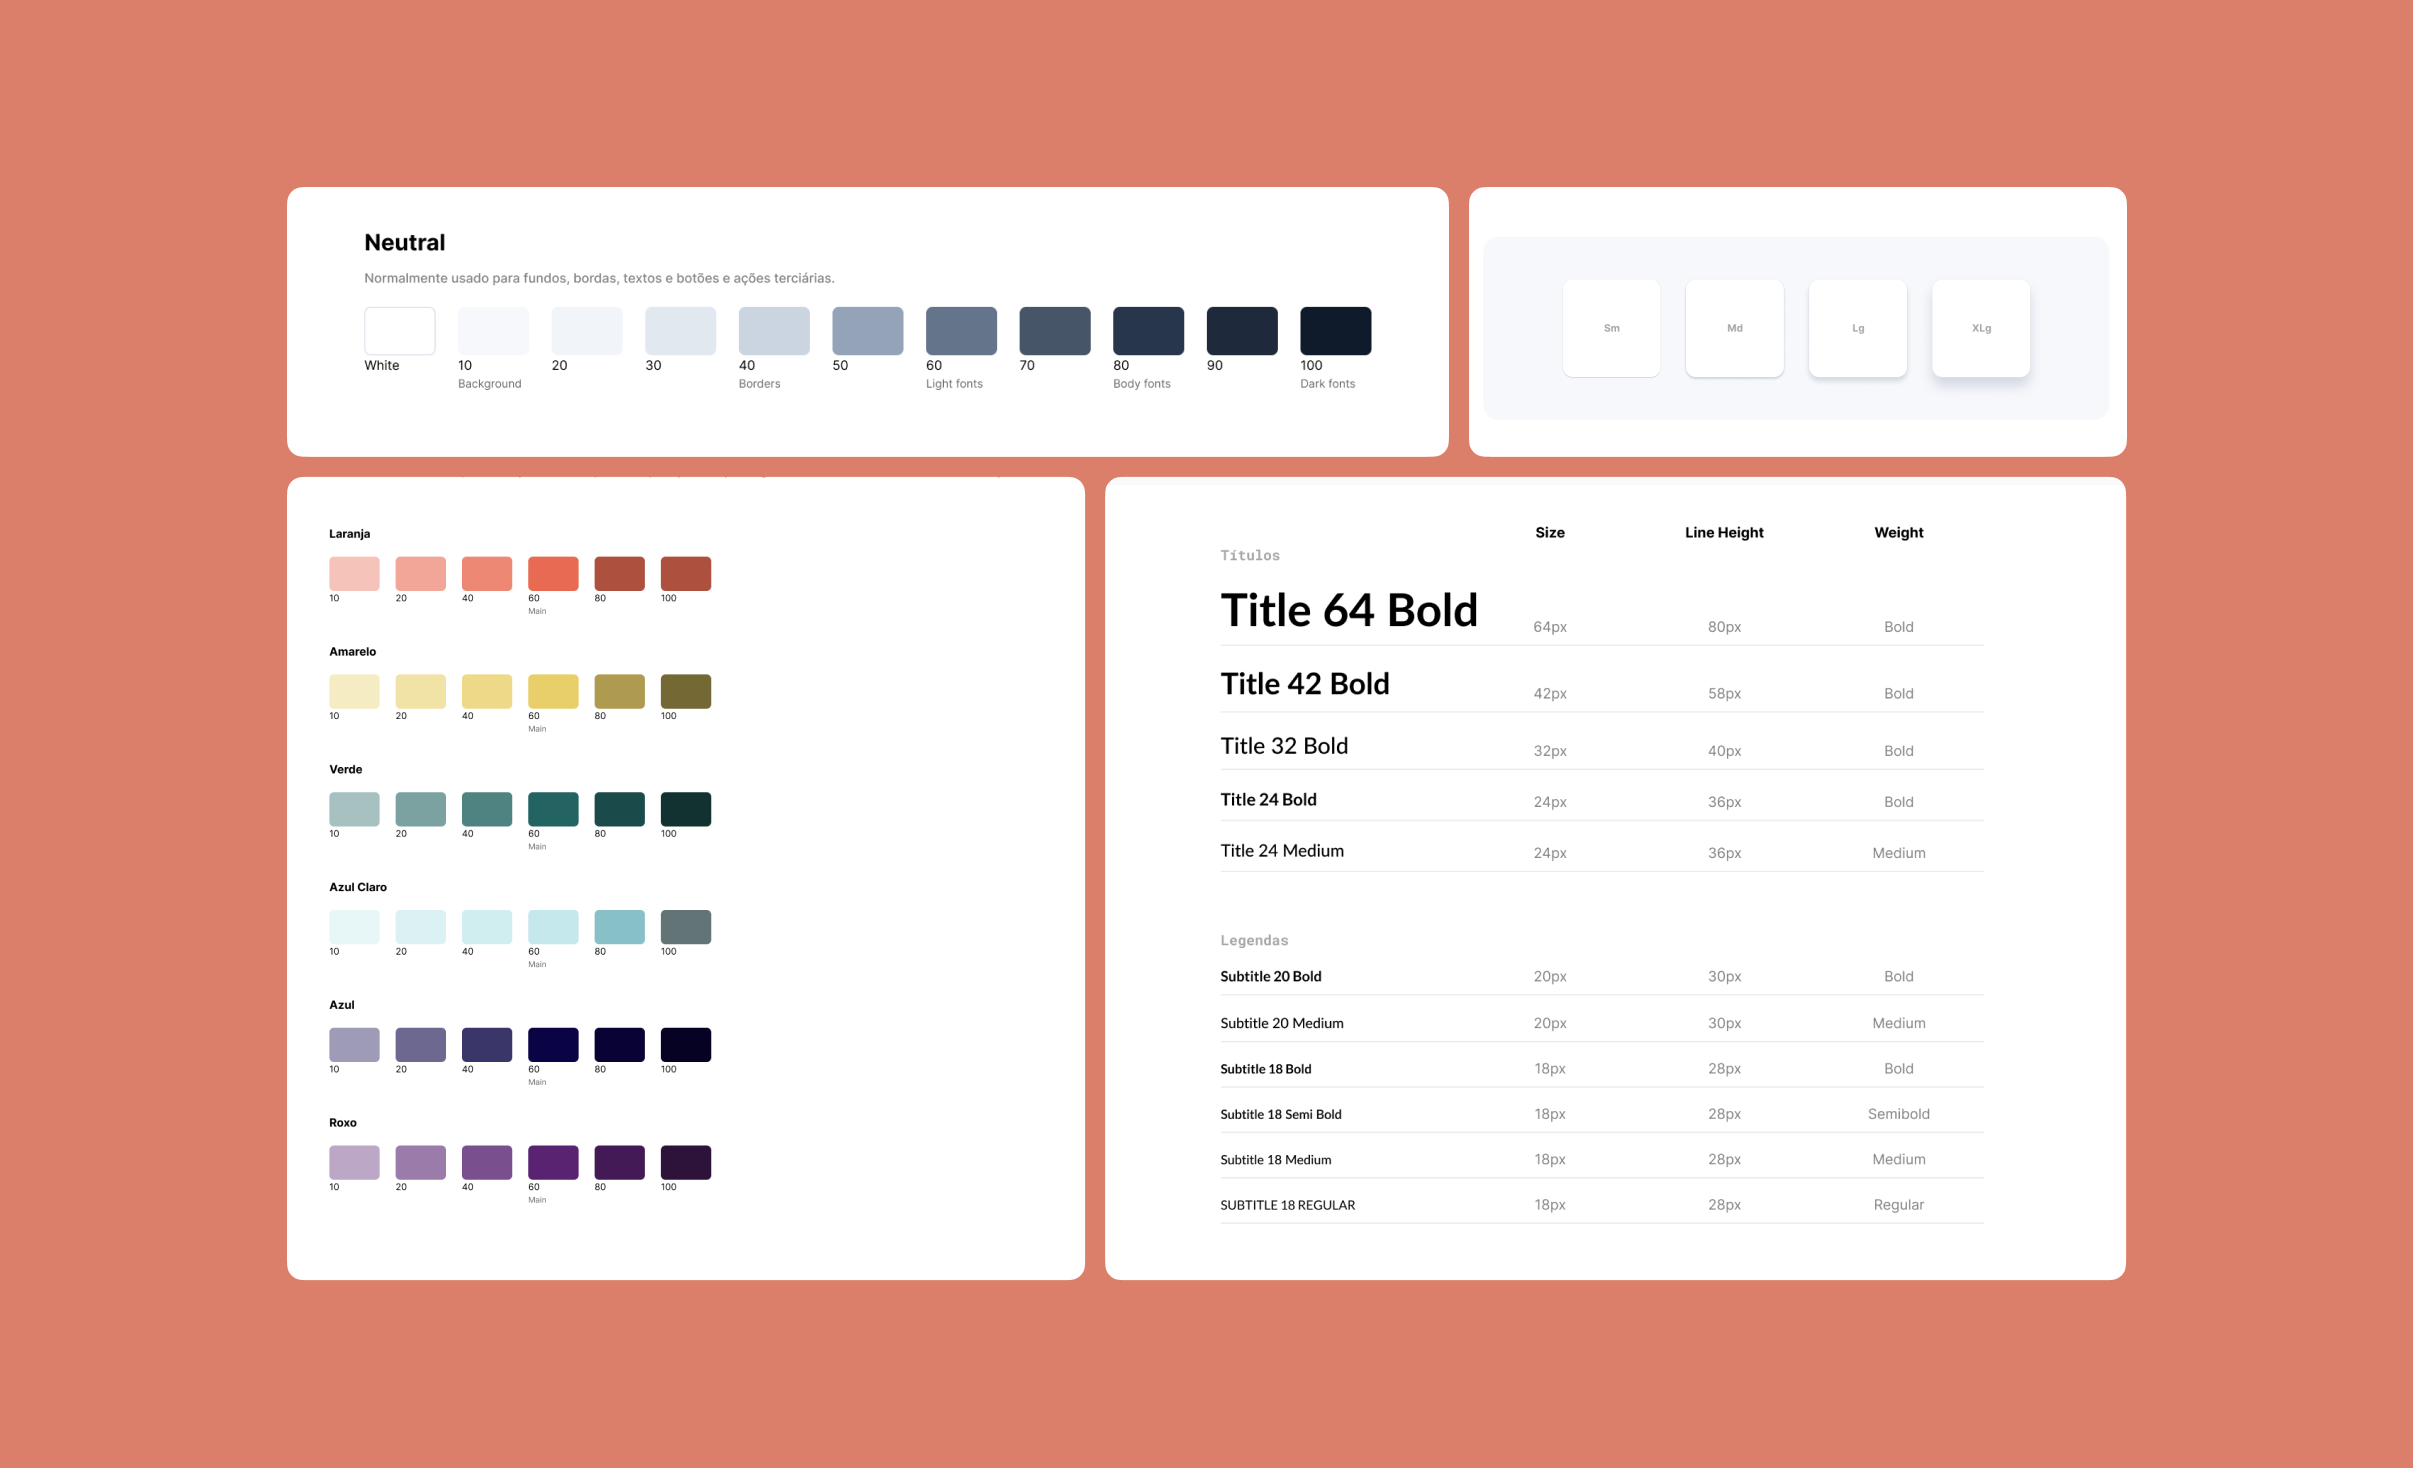 Neutral
Normalmente usado para fundos, bordas, textos e botões e ações terciárias.
White 10 20 30 40 50 60 70 80 90 100
Background Borders Light fonts Body fonts Dark fonts
Sm Md Lg XLg
Laranja
10 20 40 60 80 100
Main
Amarelo
10 20 40 60 80 100
Main
Verde
10 20 40 60 80 100
Main
Azul Claro
10 20 40 60 80 100
Main
Azul
10 20 40 60 80 100
Main
Roxo
10 20 40 60 80 100
Main
Size Line Height Weight
Títulos
Title 64 Bold 64px 80px Bold
Title 42 Bold 42px 58px Bold
Title 32 Bold 32px 40px Bold
Title 24 Bold 24px 36px Bold
Title 24 Medium 24px 36px Medium
Legendas
Subtitle 20 Bold 20px 30px Bold
Subtitle 20 Medium 20px 30px Medium
Subtitle 18 Bold 18px 28px Bold
Subtitle 18 Semi Bold 18px 28px Semibold
Subtitle 18 Medium 18px 28px Medium
SUBTITLE 18 REGULAR 18px 28px Regular